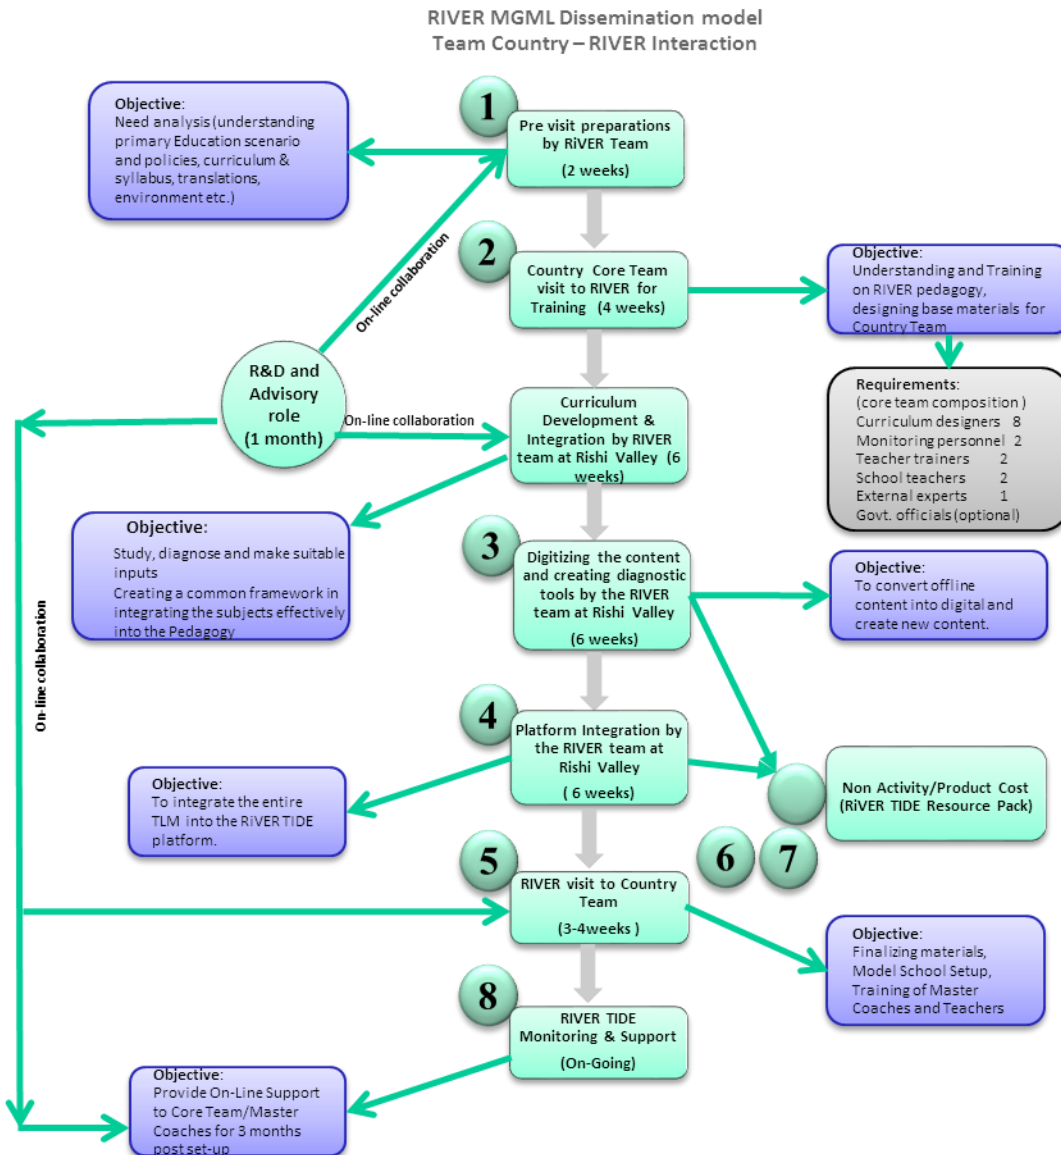 RIVER MGML Dissemination model
Team Country – RIVER Interaction
1
Pre visit preparations
by RiVER Team
(2 weeks)
Objective:
Need analysis (understanding
primary Education scenario
and policies, curriculum &
syllabus, translations,
environment etc.)
On-line collaboration
2
Country Core Team
visit to RIVER for
Training (4 weeks)
Objective:
Understanding and Training
on RIVER pedagogy,
designing base materials for
Country Team
Requirements:
(core team composition )
Curriculum designers 8
Monitoring personnel 2
Teacher trainers 2
School teachers 2
External experts 1
Govt. officials (optional)
R&D and
Advisory
role
(1 month)
On-line collaboration
Curriculum
Development &
Integration by RIVER
team at Rishi Valley (6
weeks)
Objective:
Study, diagnose and make suitable
inputs
Creating a common framework in
integrating the subjects effectively
into the Pedagogy
3
Digitizing the content
and creating diagnostic
tools by the RIVER
team at Rishi Valley
(6 weeks)
Objective:
To convert offline
content into digital and
create new content.
On-line collaboration
4
Platform Integration by
the RIVER team at
Rishi Valley
( 6 weeks)
Objective:
To integrate the entire
TLM into the RiVER TIDE
platform.
Non Activity/Product Cost
(RiVER TIDE Resource Pack)
6
7
5
RIVER visit to Country
Team
(3-4weeks )
Objective:
Finalizing materials,
Model School Setup,
Training of Master
Coaches and Teachers
8
RIVER TIDE
Monitoring & Support
(On-Going)
Objective:
Provide On-Line Support
to Core Team/Master
Coaches for 3 months
post set-up